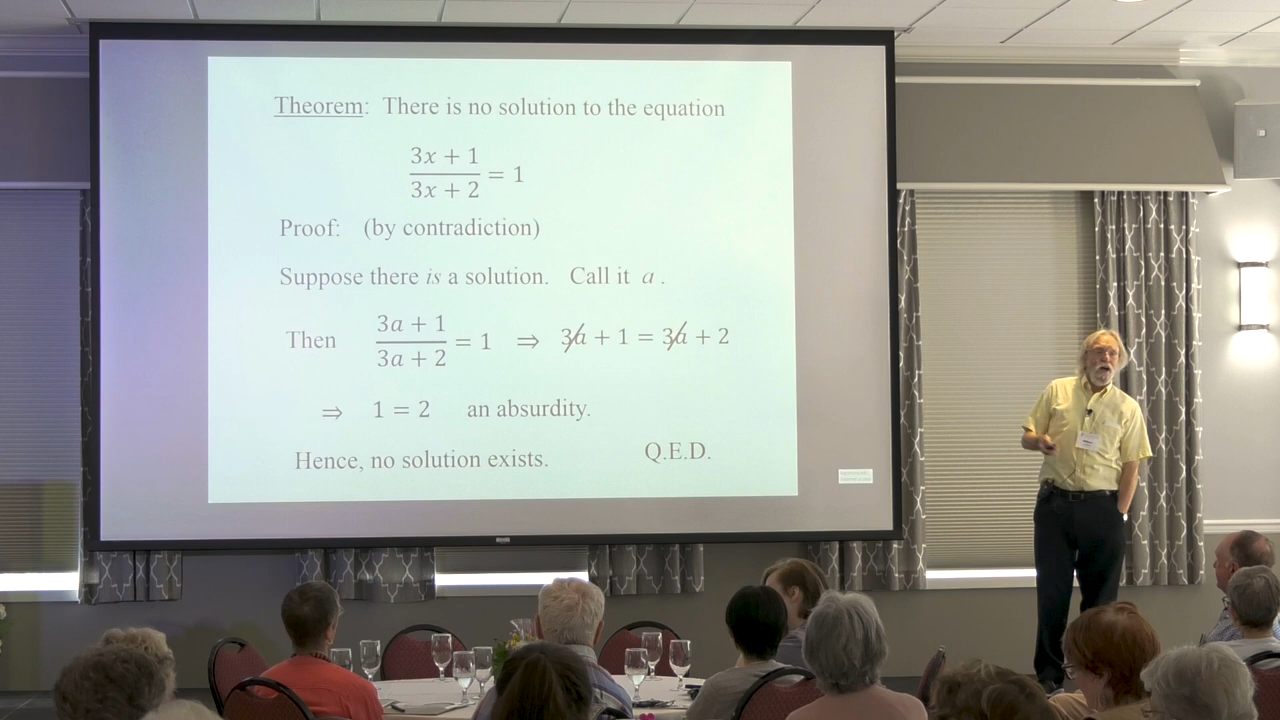 Theorem: There is no solution to the equation
3x + 1
3x + 2
= 1
Proof: (by contradiction)
Suppose there is a solution. Call it a .
Then 3a + 1
3a + 2
= 1 ⇒ 3a + 1 = 3a + 2
⇒ 1 = 2 an absurdity.
Hence, no solution exists. Q.E.D.